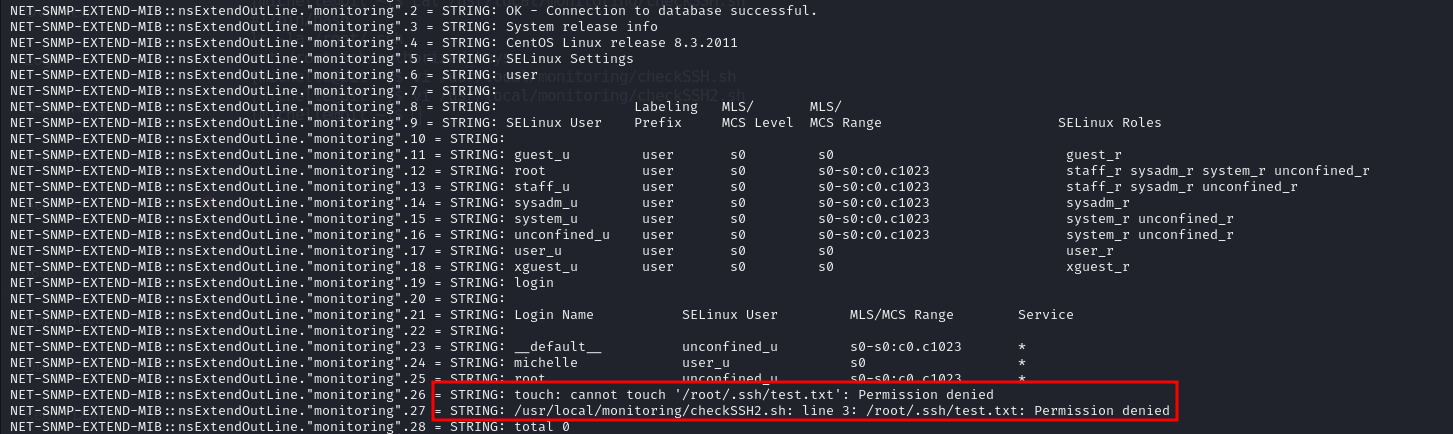 NET-SNMP-EXTEND-MIB::nsExtendOutLine."monitoring".2 = STRING: OK - Connection to database successful.
NET-SNMP-EXTEND-MIB::nsExtendOutLine."monitoring".3 = STRING: System release info
NET-SNMP-EXTEND-MIB::nsExtendOutLine."monitoring".4 = STRING: CentOS Linux release 8.3.2011
NET-SNMP-EXTEND-MIB::nsExtendOutLine."monitoring".5 = STRING: SELinux Settings
NET-SNMP-EXTEND-MIB::nsExtendOutLine."monitoring".6 = STRING: user
NET-SNMP-EXTEND-MIB::nsExtendOutLine."monitoring".7 = STRING:
NET-SNMP-EXTEND-MIB::nsExtendOutLine."monitoring".8 = STRING:                 Labeling   MLS/       MLS/
NET-SNMP-EXTEND-MIB::nsExtendOutLine."monitoring".9 = STRING: SELinux User    Prefix     MCS Level  MCS Range                      SELinux Roles
NET-SNMP-EXTEND-MIB::nsExtendOutLine."monitoring".10 = STRING:
NET-SNMP-EXTEND-MIB::nsExtendOutLine."monitoring".11 = STRING: guest_u         user       s0         s0                             guest_r
NET-SNMP-EXTEND-MIB::nsExtendOutLine."monitoring".12 = STRING: root            user       s0         s0-s0:c0.c1023                 staff_r sysadm_r system_r unconfined_r
NET-SNMP-EXTEND-MIB::nsExtendOutLine."monitoring".13 = STRING: staff_u         user       s0         s0-s0:c0.c1023                 staff_r sysadm_r unconfined_r
NET-SNMP-EXTEND-MIB::nsExtendOutLine."monitoring".14 = STRING: sysadm_u        user       s0         s0-s0:c0.c1023                 sysadm_r
NET-SNMP-EXTEND-MIB::nsExtendOutLine."monitoring".15 = STRING: system_u        user       s0         s0-s0:c0.c1023                 system_r unconfined_r
NET-SNMP-EXTEND-MIB::nsExtendOutLine."monitoring".16 = STRING: unconfined_u    user       s0         s0-s0:c0.c1023                 system_r unconfined_r
NET-SNMP-EXTEND-MIB::nsExtendOutLine."monitoring".17 = STRING: user_u          user       s0         s0                             user_r
NET-SNMP-EXTEND-MIB::nsExtendOutLine."monitoring".18 = STRING: xguest_u        user       s0         s0                             xguest_r
NET-SNMP-EXTEND-MIB::nsExtendOutLine."monitoring".19 = STRING: login
NET-SNMP-EXTEND-MIB::nsExtendOutLine."monitoring".20 = STRING:
NET-SNMP-EXTEND-MIB::nsExtendOutLine."monitoring".21 = STRING: Login Name           SELinux User         MLS/MCS Range        Service
NET-SNMP-EXTEND-MIB::nsExtendOutLine."monitoring".22 = STRING:
NET-SNMP-EXTEND-MIB::nsExtendOutLine."monitoring".23 = STRING: __default__          unconfined_u         s0-s0:c0.c1023       *
NET-SNMP-EXTEND-MIB::nsExtendOutLine."monitoring".24 = STRING: michelle             user_u               s0                   *
NET-SNMP-EXTEND-MIB::nsExtendOutLine."monitoring".25 = STRING: root                 unconfined_u         s0-s0:c0.c1023       *
NET-SNMP-EXTEND-MIB::nsExtendOutLine."monitoring".26 = STRING: touch: cannot touch '/root/.ssh/test.txt': Permission denied
NET-SNMP-EXTEND-MIB::nsExtendOutLine."monitoring".27 = STRING: /usr/local/monitoring/checkSSH2.sh: line 3: /root/.ssh/test.txt: Permission denied
NET-SNMP-EXTEND-MIB::nsExtendOutLine."monitoring".28 = STRING: total 0